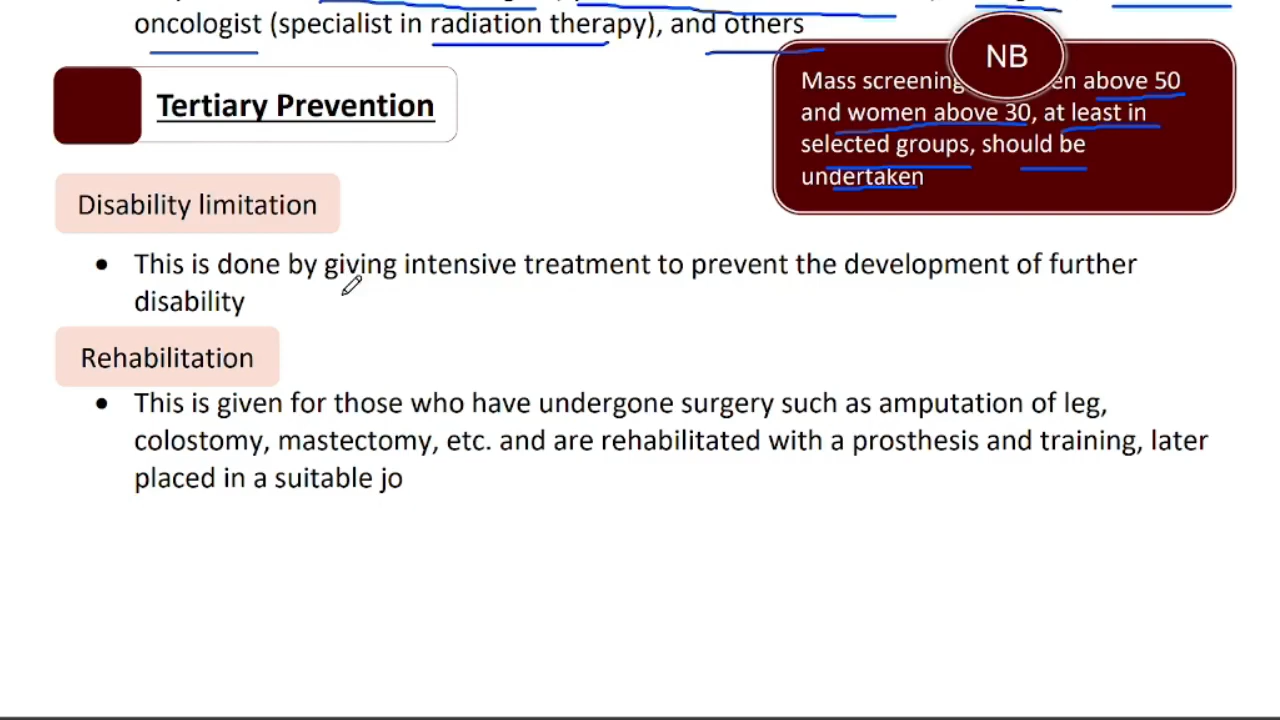 oncologist (specialist in radiation therapy), and others
NB
Mass screening en above 50
and women above 30, at least in
selected groups, should be
undertaken
Tertiary Prevention
Disability limitation
• This is done by giving intensive treatment to prevent the development of further
disability
Rehabilitation
• This is given for those who have undergone surgery such as amputation of leg,
colostomy, mastectomy, etc. and are rehabilitated with a prosthesis and training, later
placed in a suitable jo